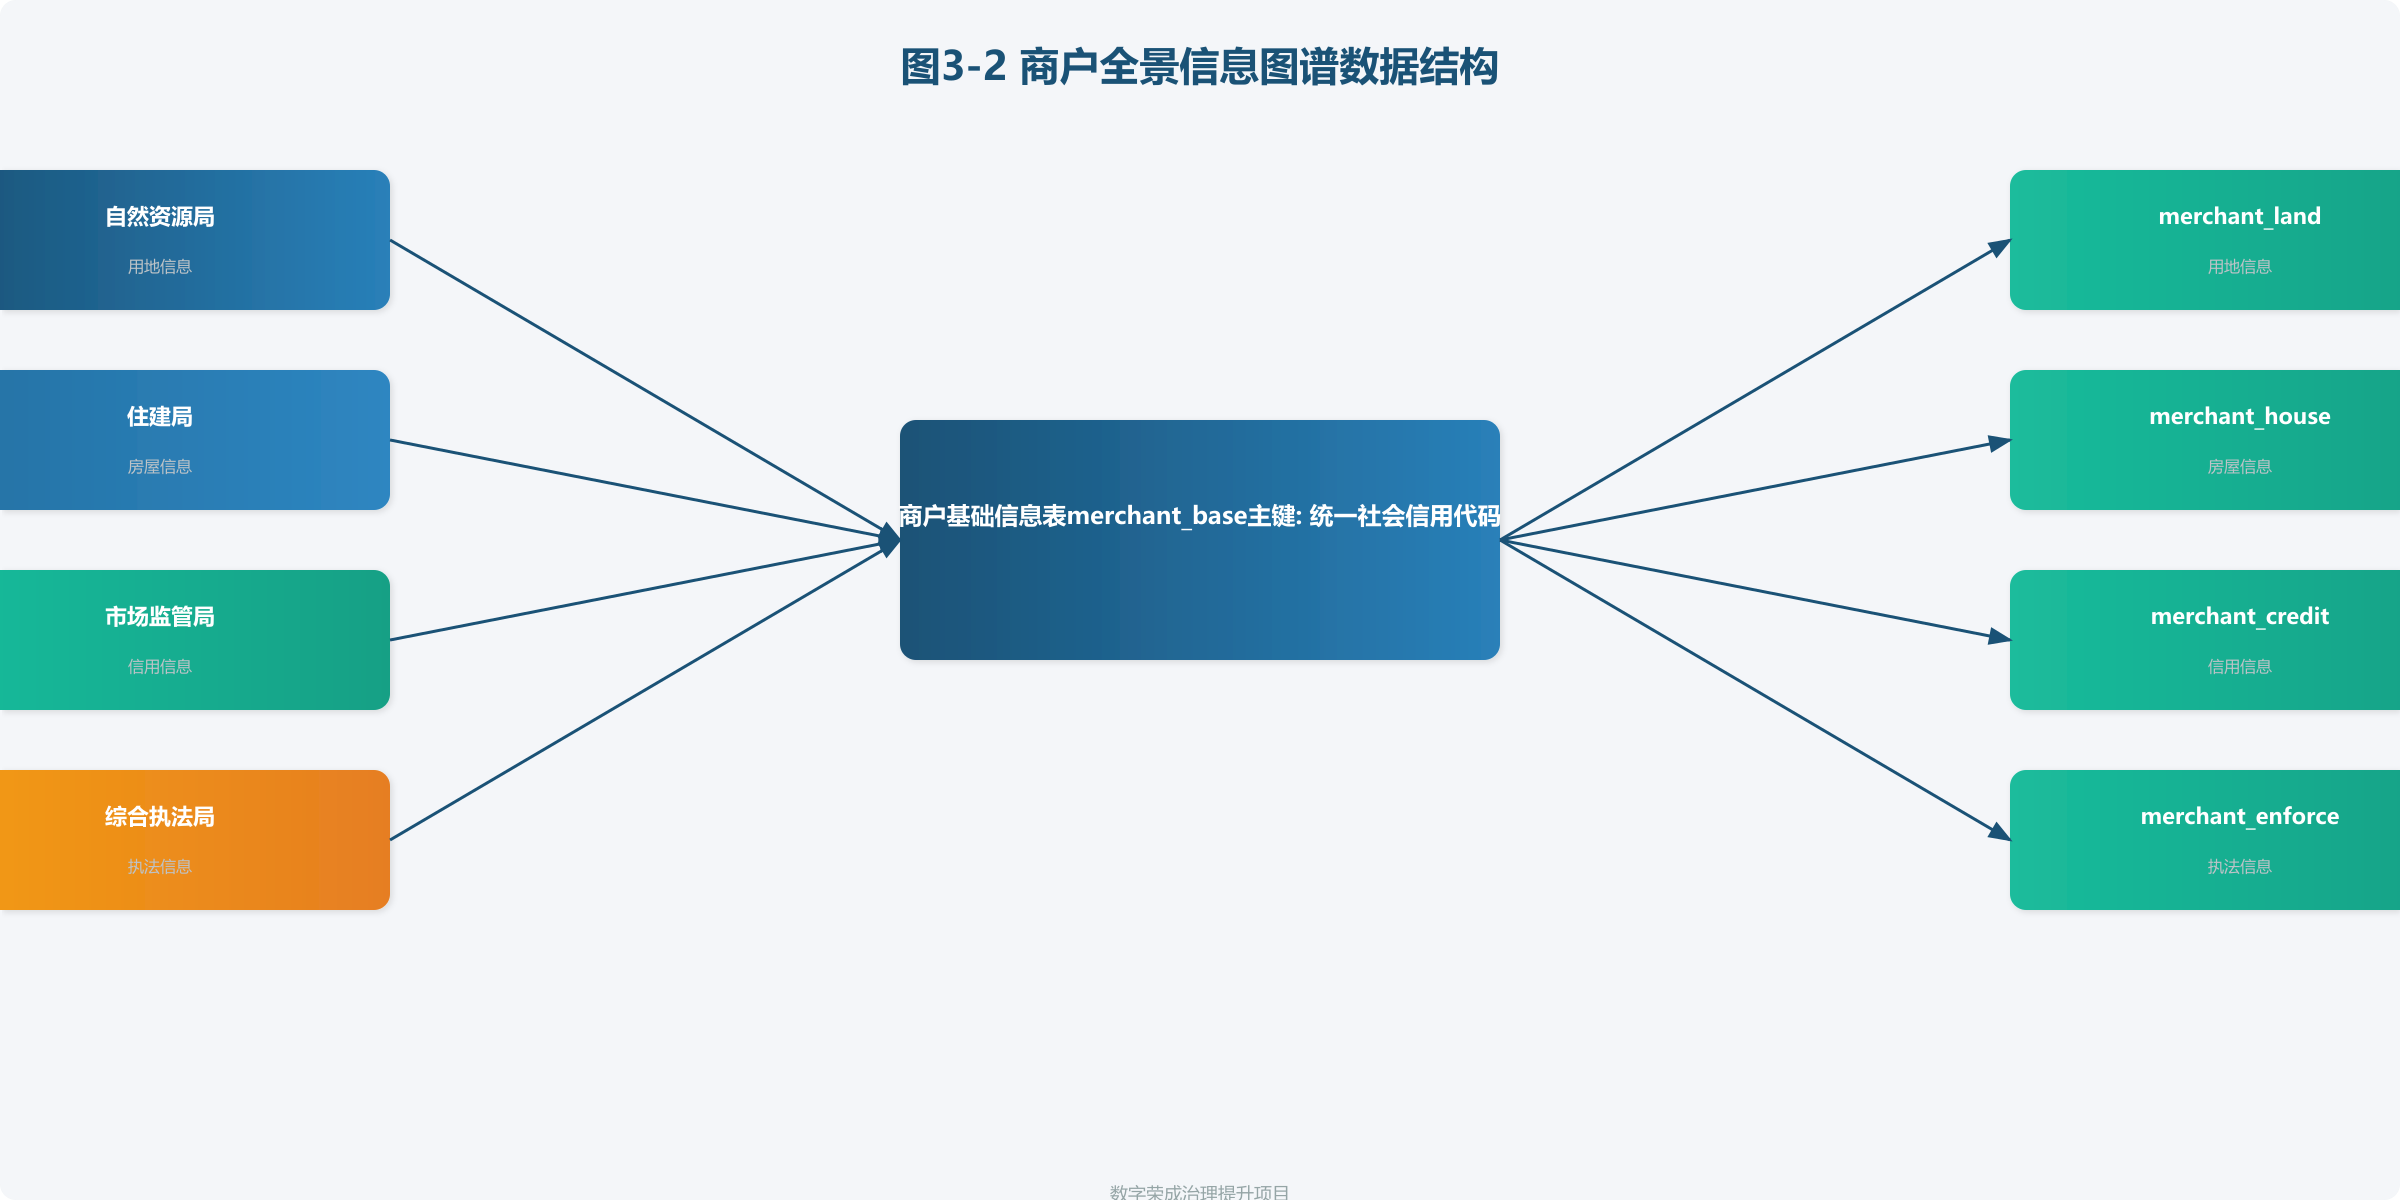 图3-2 商户全景信息图谱数据结构
自然资源局
用地信息
住建局
房屋信息
市场监管局
信用信息
综合执法局
执法信息
商户基础信息表merchant_base主键: 统一社会信用代码
merchant_land
用地信息
merchant_house
房屋信息
merchant_credit
信用信息
merchant_enforce
执法信息
数字荣成治理提升项目